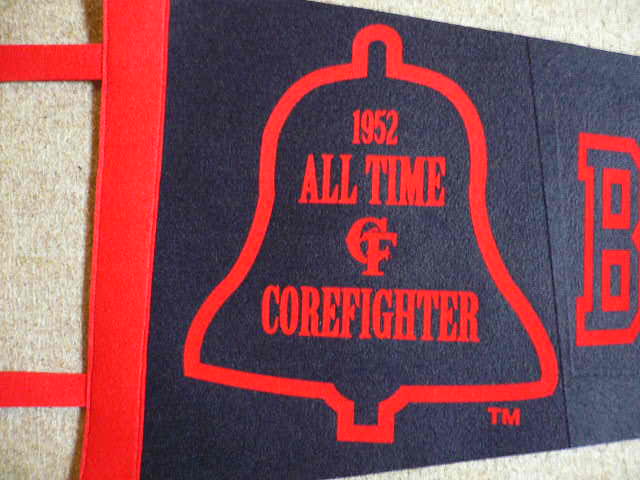 1952
ALL TIME
CF
COREFIGHTER
TM
B